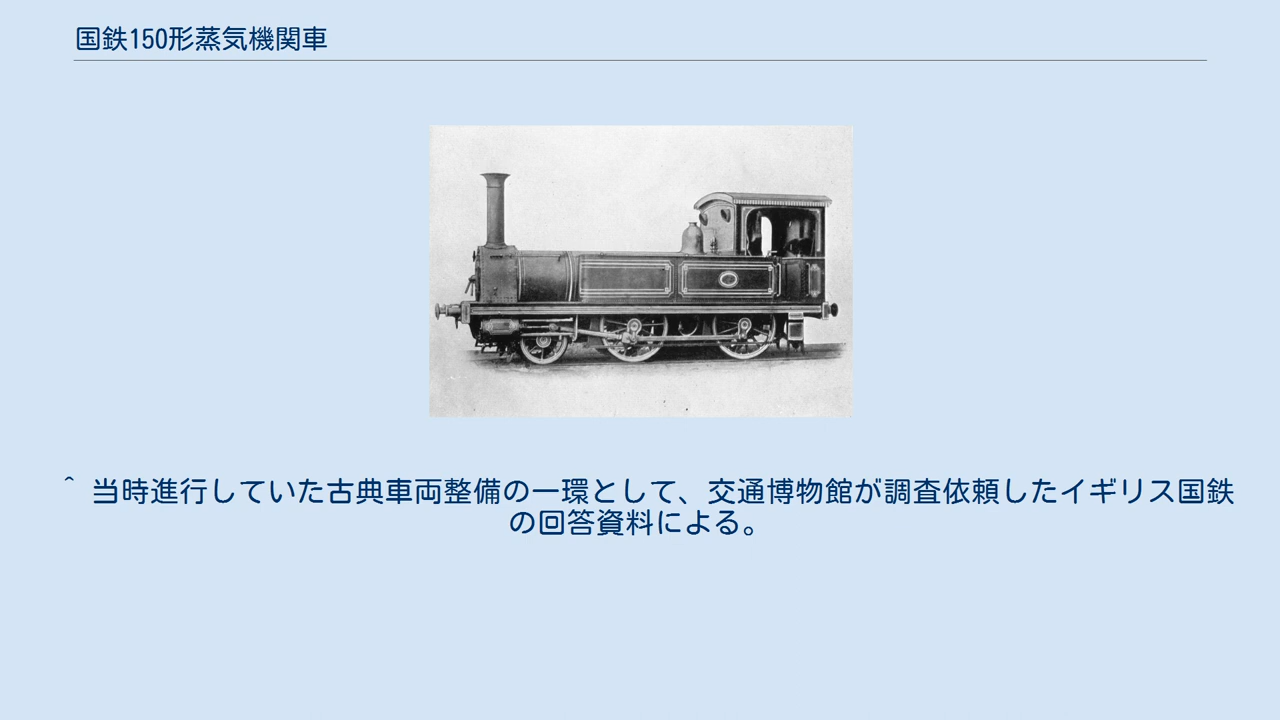 国鉄150形蒸気機関車
^ 当時進行していた古典車両整備の一環として、交通博物館が調査依頼したイギリス国鉄
の回答資料による。